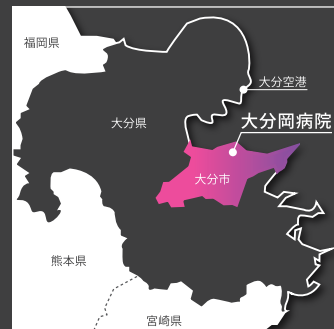 福岡県
大分空港
大分県
大分岡病院
大分市
熊本県
宮崎県